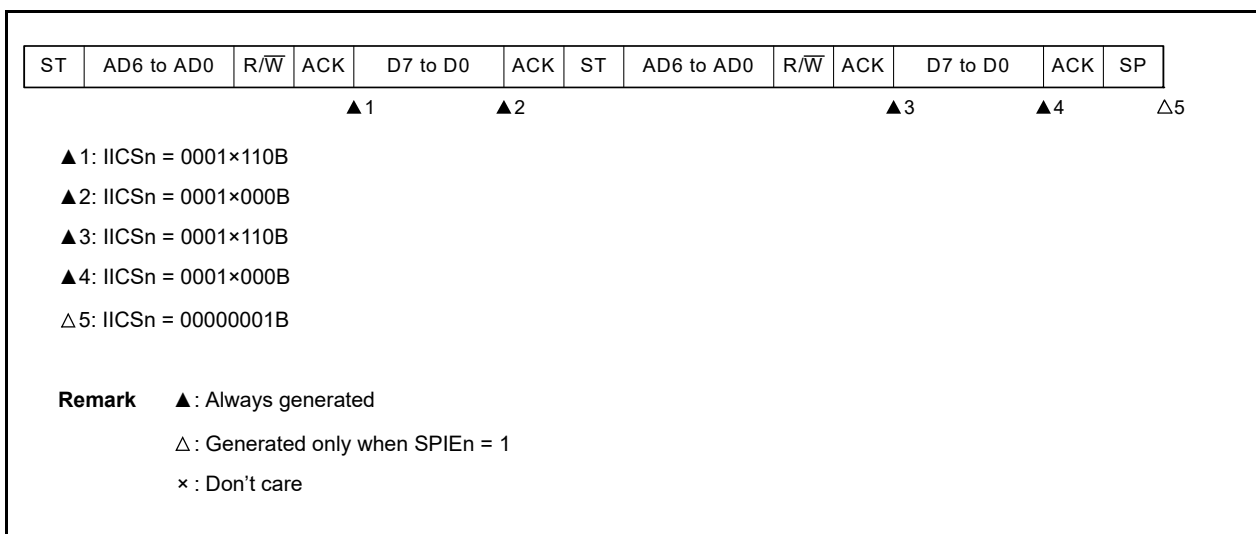 ST AD6 to AD0 R/W̅ ACK D7 to D0 ACK ST AD6 to AD0 R/W̅ ACK D7 to D0 ACK SP
▲1 ▲2 ▲3 ▲4 △5
▲1: IICSn = 0001×110B
▲2: IICSn = 0001×000B
▲3: IICSn = 0001×110B
▲4: IICSn = 0001×000B
△5: IICSn = 00000001B
Remark ▲: Always generated
△: Generated only when SPIEn = 1
×: Don’t care